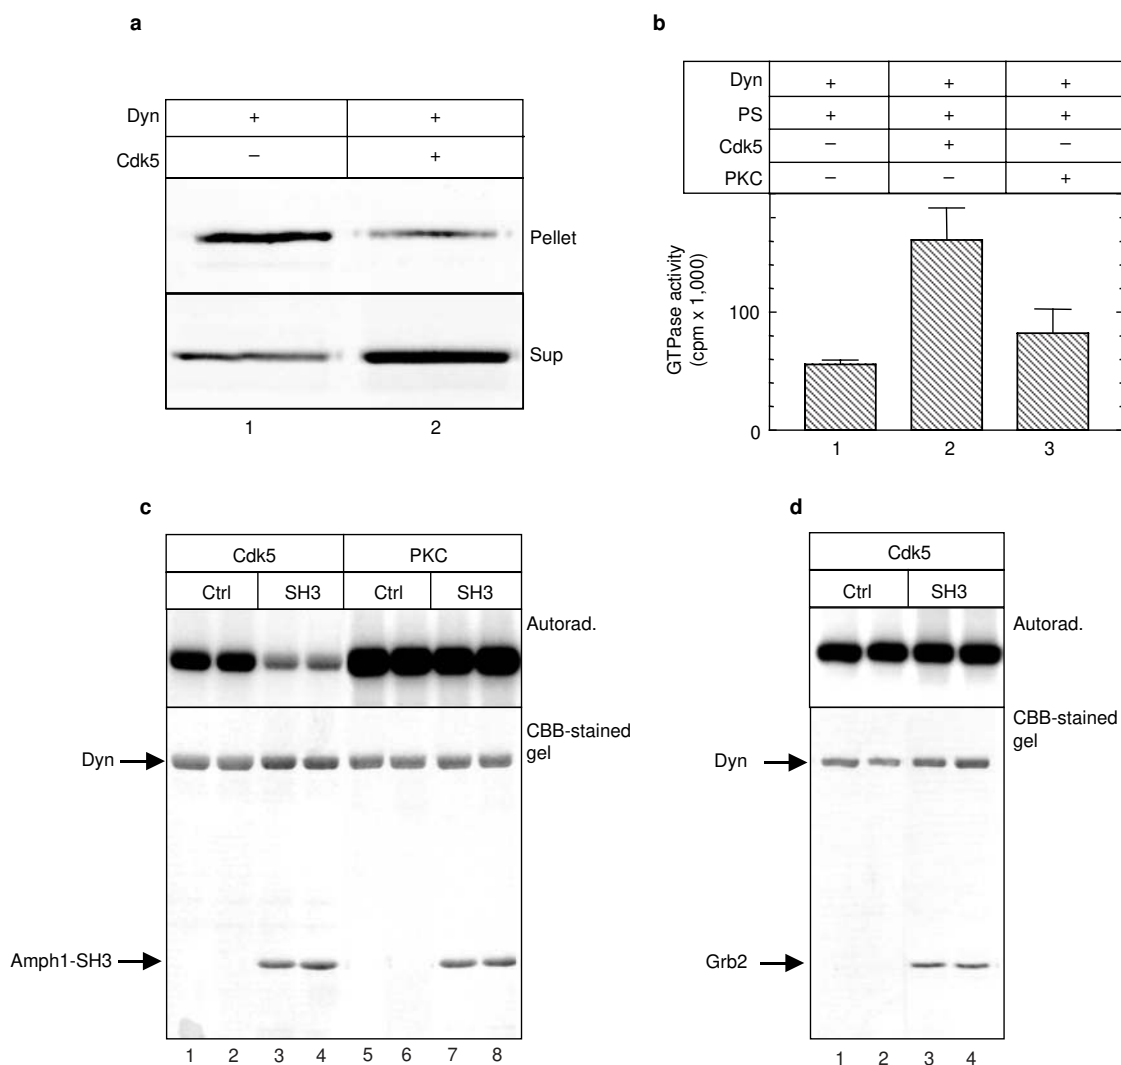 a
Dyn + +
Cdk5 – +
Pellet
Sup
1 2
b
Dyn + + +
PS + + +
Cdk5 – + –
PKC – – +
GTPase activity
(cpm x 1,000)
100
0
1 2 3
c
Cdk5 PKC
Ctrl SH3 Ctrl SH3
Autorad.
CBB-stained
gel
Dyn
Amph1-SH3
1 2 3 4 5 6 7 8
d
Cdk5
Ctrl SH3
Autorad.
CBB-stained
gel
Dyn
Grb2
1 2 3 4